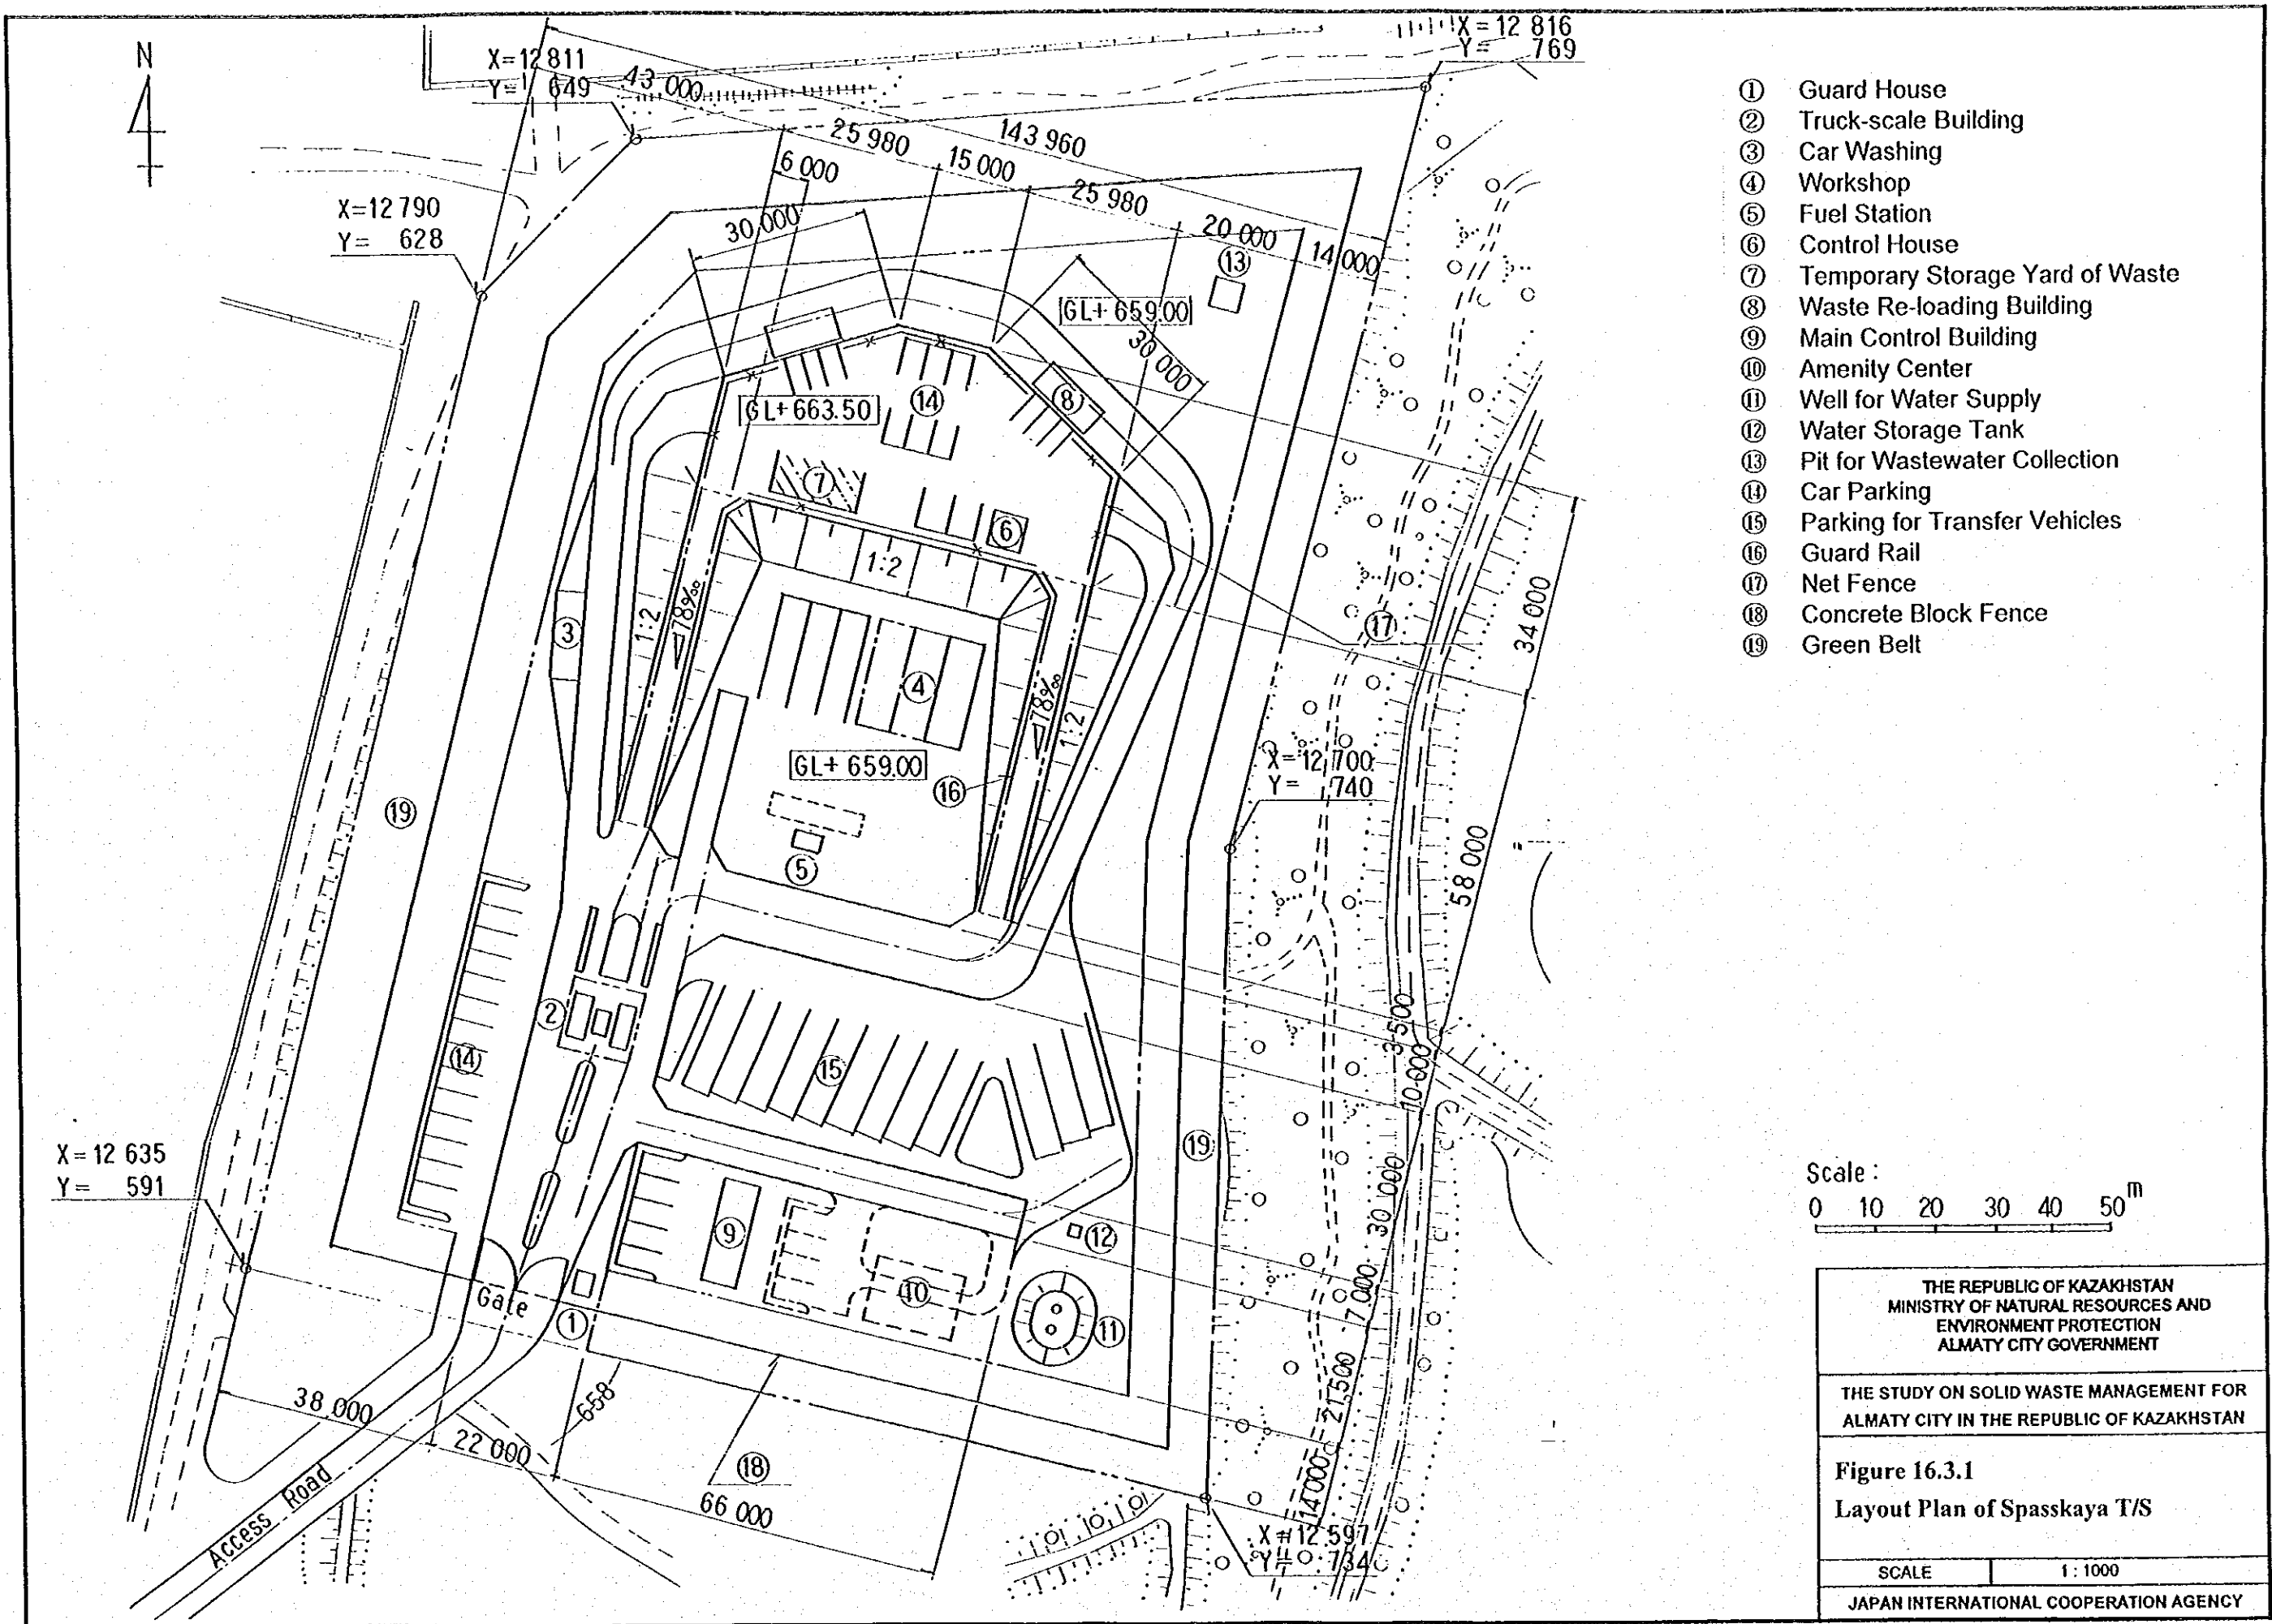 N
X=12 811
Y= 649
X=12 816
Y= 769
43,000
143 960
25 980
6 000
15 000
25 980
20 000
14 000
30,000
X=12 790
Y= 628
⑬
GL+ 659.00
30 000
GL+ 663.50
⑭
⑧
⑦
⑥
1:2
③
1:2
78‰
④
78‰
1:2
⑰
34 000
GL+ 659.00
⑯
X=12 700
Y= 740
⑲
⑤
58 000
②
⑭
⑮
3 500
10 000
X=12 635
Y= 591
⑲
30 000
⑨
⑫
⑩
Gate
①
⑪
7,000
21,500
38,000
658
22 000
⑱
66 000
14 000
Access Road
X=12 597
Y= 734
① Guard House
② Truck-scale Building
③ Car Washing
④ Workshop
⑤ Fuel Station
⑥ Control House
⑦ Temporary Storage Yard of Waste
⑧ Waste Re-loading Building
⑨ Main Control Building
⑩ Amenity Center
⑪ Well for Water Supply
⑫ Water Storage Tank
⑬ Pit for Wastewater Collection
⑭ Car Parking
⑮ Parking for Transfer Vehicles
⑯ Guard Rail
⑰ Net Fence
⑱ Concrete Block Fence
⑲ Green Belt
Scale :
0 10 20 30 40 50 m
THE REPUBLIC OF KAZAKHSTAN
MINISTRY OF NATURAL RESOURCES AND
ENVIRONMENT PROTECTION
ALMATY CITY GOVERNMENT
THE STUDY ON SOLID WASTE MANAGEMENT FOR
ALMATY CITY IN THE REPUBLIC OF KAZAKHSTAN
Figure 16.3.1
Layout Plan of Spasskaya T/S
SCALE 1 : 1000
JAPAN INTERNATIONAL COOPERATION AGENCY